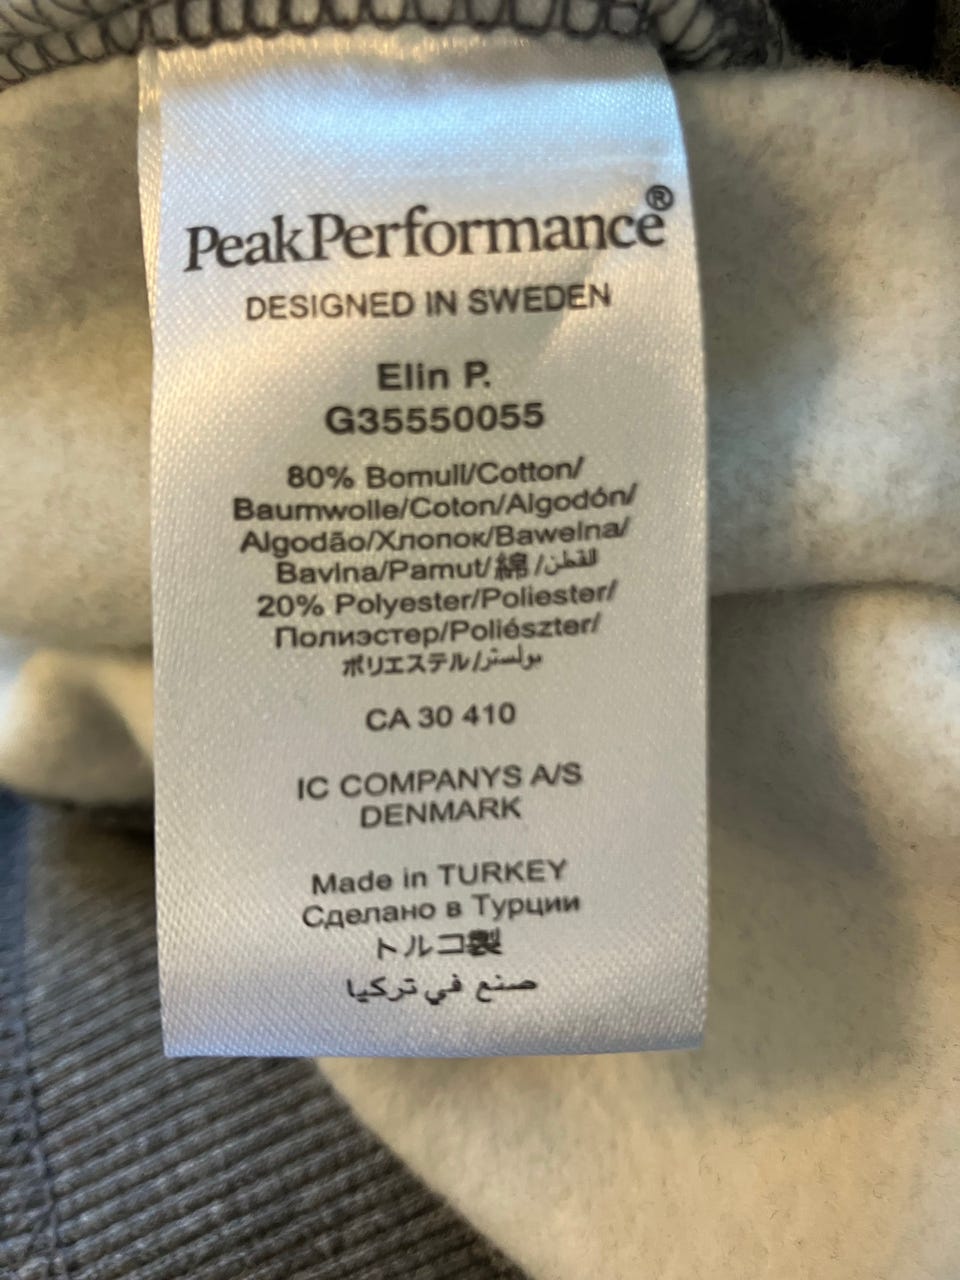 PeakPerformance®
DESIGNED IN SWEDEN
Elin P.
G35550055
80% Bomull/Cotton/
Baumwolle/Coton/Algodón/
Algodão/Хлопок/Bawelna/
Bavlna/Pamut/綿/القطن
20% Polyester/Poliester/
Полиэстер/Poliészter/
ポリエステル/بولستر
CA 30 410
IC COMPANYS A/S
DENMARK
Made in TURKEY
Сделано в Турции
トルコ製
صنع في تركيا